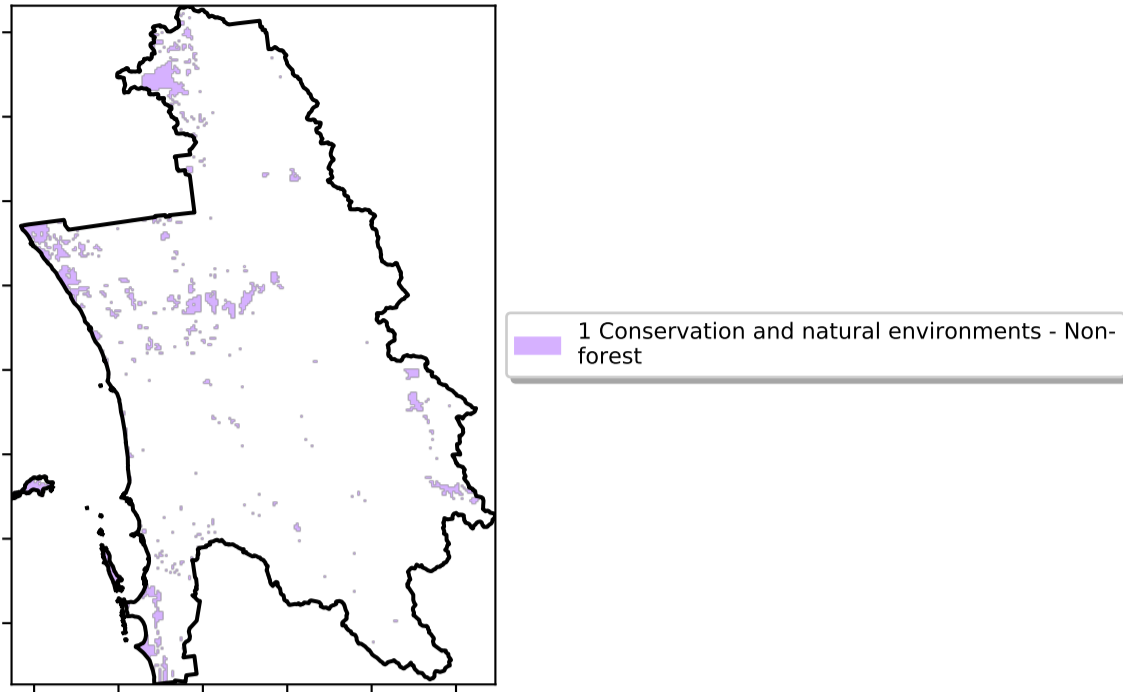 1 Conservation and natural environments - Non-
forest